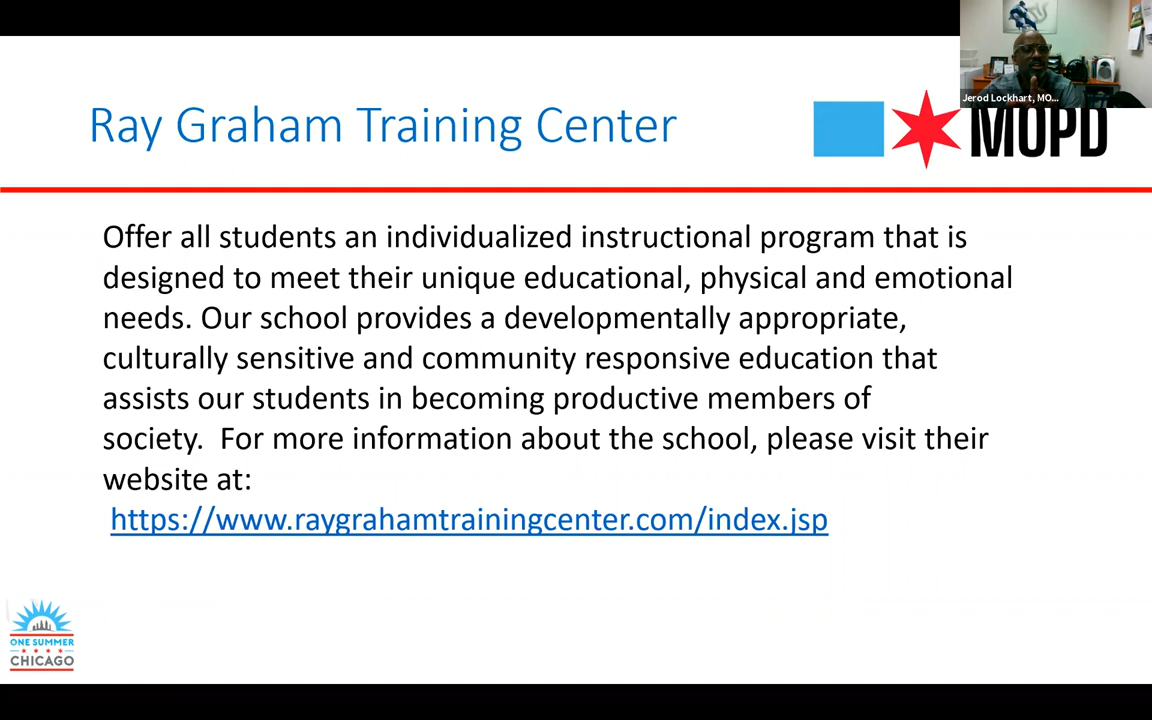 Jerod Lockhart, MO...
Ray Graham Training Center
MOPD
Offer all students an individualized instructional program that is
designed to meet their unique educational, physical and emotional
needs. Our school provides a developmentally appropriate,
culturally sensitive and community responsive education that
assists our students in becoming productive members of
society.  For more information about the school, please visit their
website at:
https://www.raygrahamtrainingcenter.com/index.jsp
ONE SUMMER
CHICAGO